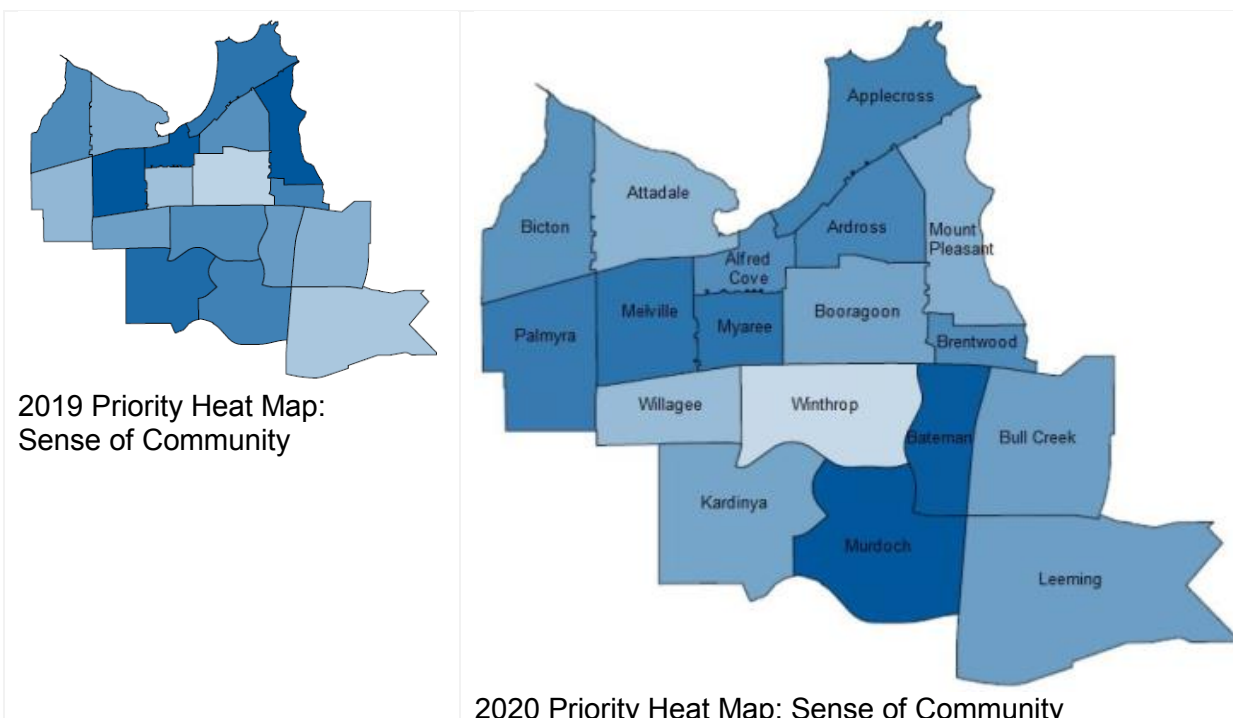 2019 Priority Heat Map:
Sense of Community
Applecross
Attadale
Bicton
Ardross
Mount
Pleasant
Alfred
Cove
Melville
Myaree
Booragoon
Palmyra
Brentwood
Willagee
Winthrop
Bateman
Bull Creek
Kardinya
Murdoch
Leeming
2020 Priority Heat Map: Sense of Community